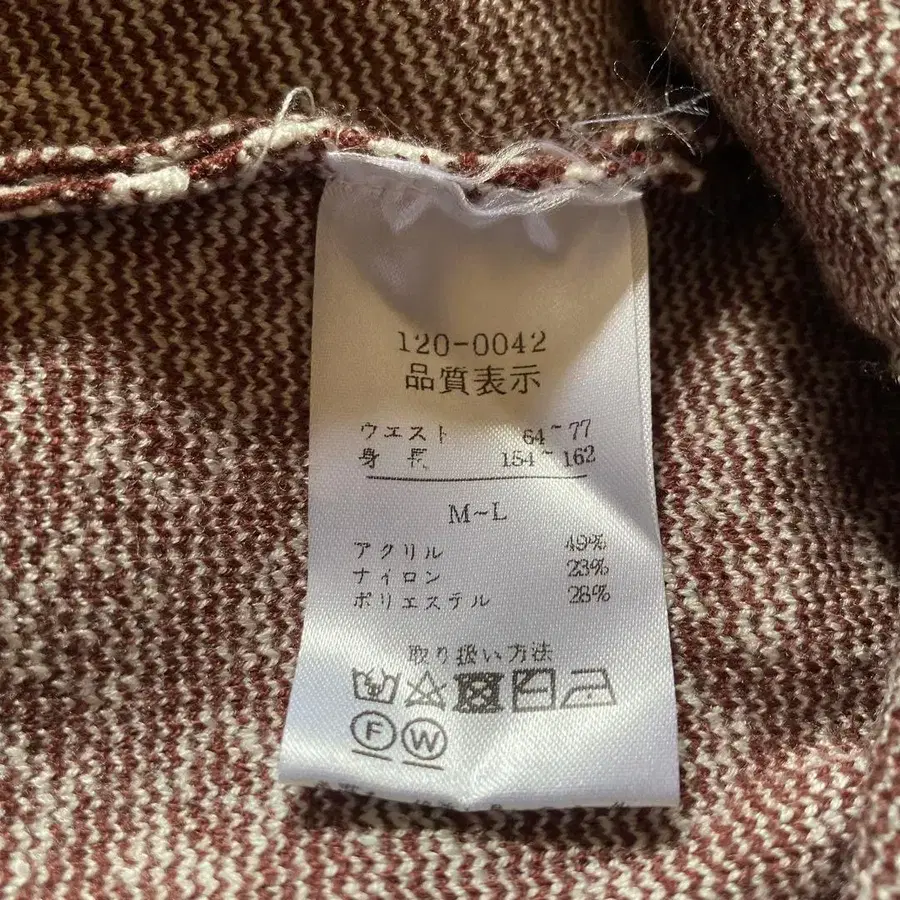 120-0042
品質表示
ウエスト 64~77
身長 154~162
M~L
アクリル 49%
ナイロン 23%
ポリエステル 28%
取り扱い方法
F W